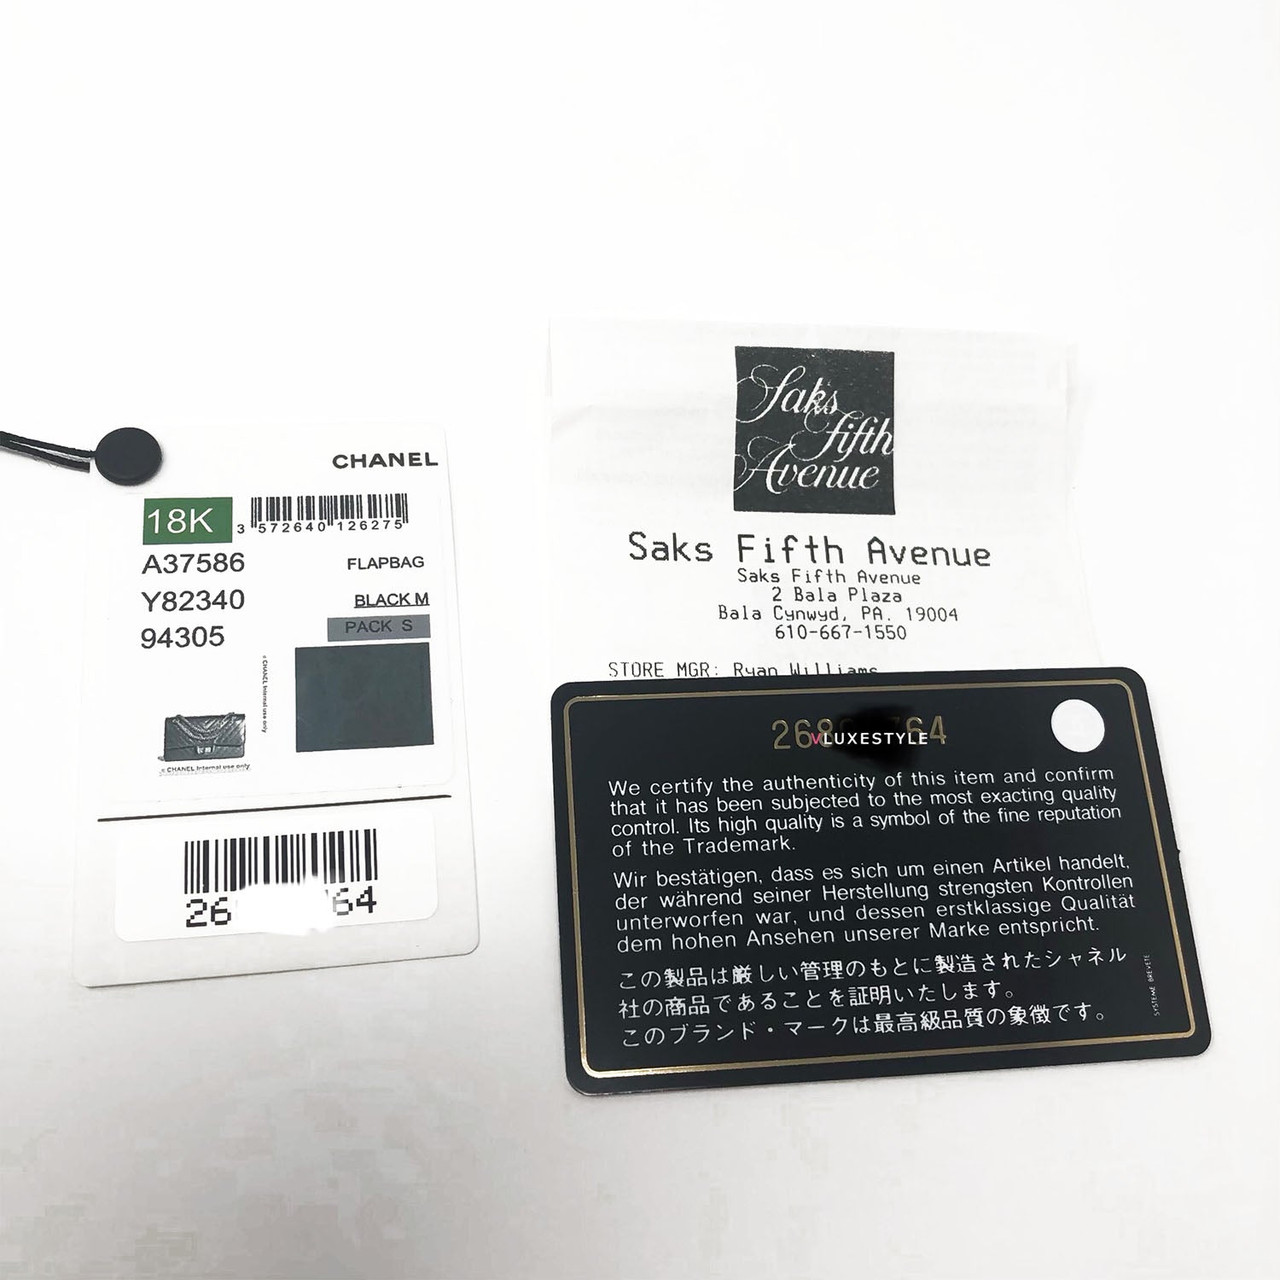 CHANEL
18K
3 572640 126275
A37586
FLAPBAG
Y82340
BLACK M
94305
PACK S
© CHANEL Internal use only
© CHANEL Internal use only
26 64
Saks
fifth
Avenue
Saks Fifth Avenue
Saks Fifth Avenue
2 Bala Plaza
Bala Cynwyd, PA. 19004
610-667-1550
STORE MGR: Ryan Williams
268 64
VLUXESTYLE
We certify the authenticity of this item and confirm
that it has been subjected to the most exacting quality
control. Its high quality is a symbol of the fine reputation
of the Trademark.
Wir bestätigen, dass es sich um einen Artikel handelt,
der während seiner Herstellung strengsten Kontrollen
unterworfen war, und dessen erstklassige Qualität
dem hohen Ansehen unserer Marke entspricht.
この製品は厳しい管理のもとに製造されたシャネル
社の商品であることを証明いたします。
このブランド・マークは最高級品質の象徴です。
SYSTEME BREVETE